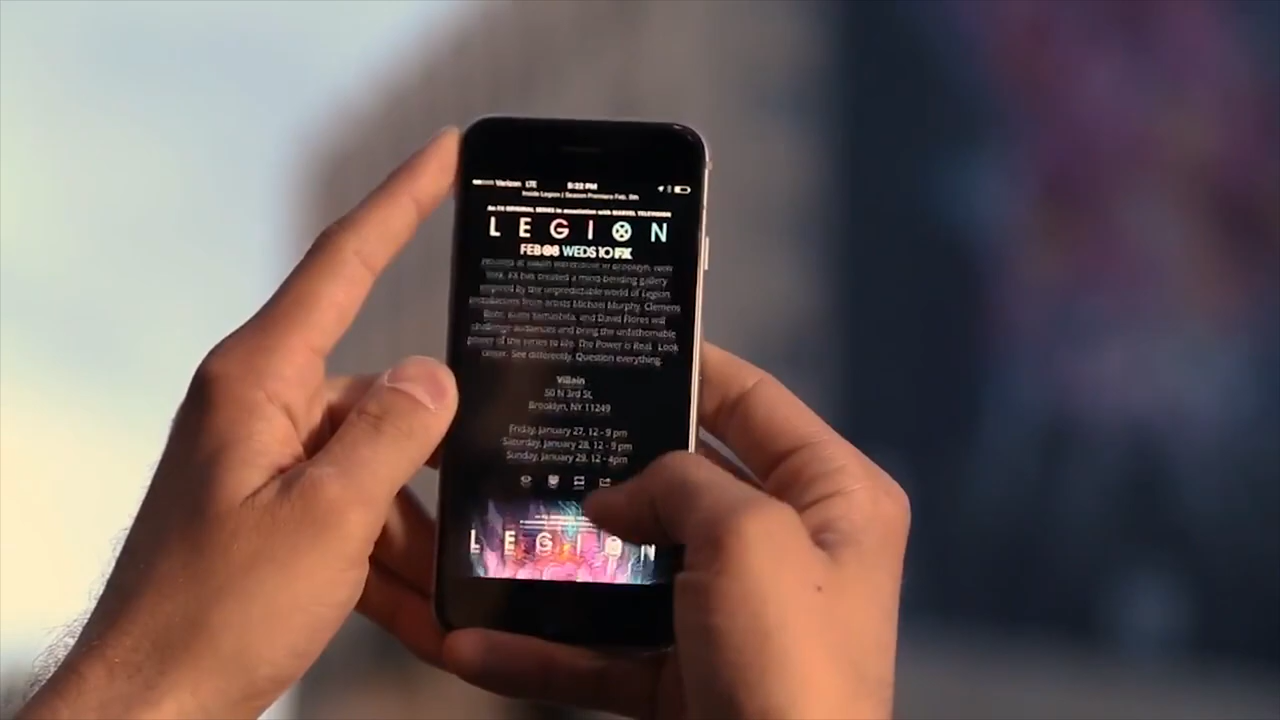 Verizon LTE 5:22 PM
Inside Legion | Season Premiere Feb. 8th
An FX ORIGINAL SERIES in association with MARVEL TELEVISION
LEGION
FEB 08 WEDS 10 FX
Brooklyn, New
York, FX has created a mind-bending gallery
inspired by the unpredictable world of Legion.
Installations from artists Michael Murphy, Clemens
and David Flores will
challenge audiences and bring the unfathomable
power of the series to life. The Power is Real. Look
closer. See differently. Question everything.
Villain
50 N 3rd St,
Brooklyn, NY 11249
Friday, January 27, 12 - 9 pm
Saturday, January 28, 12 - 9 pm
Sunday, January 29, 12 - 4pm
LEGION